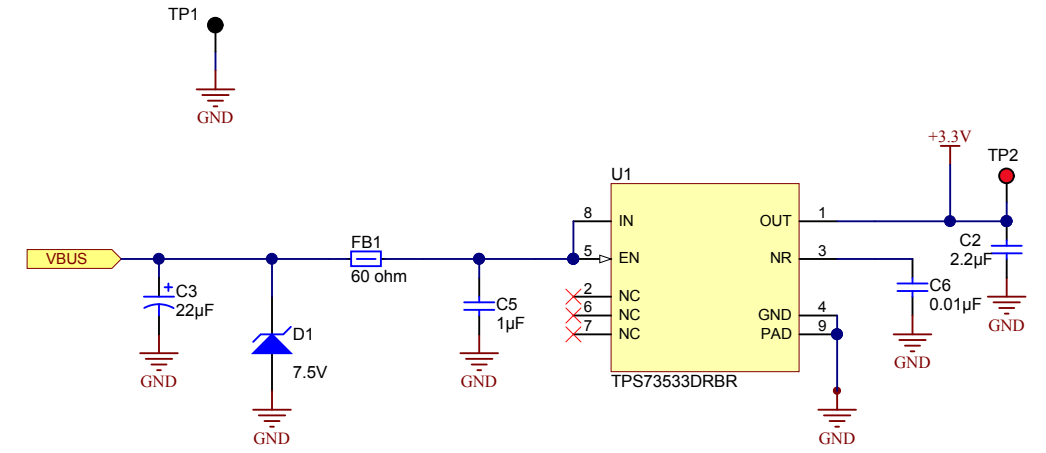 TP1
GND
+3.3V
TP2
U1
8 IN OUT 1
C2
2.2µF
FB1
VBUS
5 EN NR 3
60 ohm
GND
C3
22µF
2 NC
C6
0.01µF
C5
1µF
6 NC GND 4
7 NC PAD 9
D1
GND
7.5V
GND
GND
TPS73533DRBR
GND
GND
GND